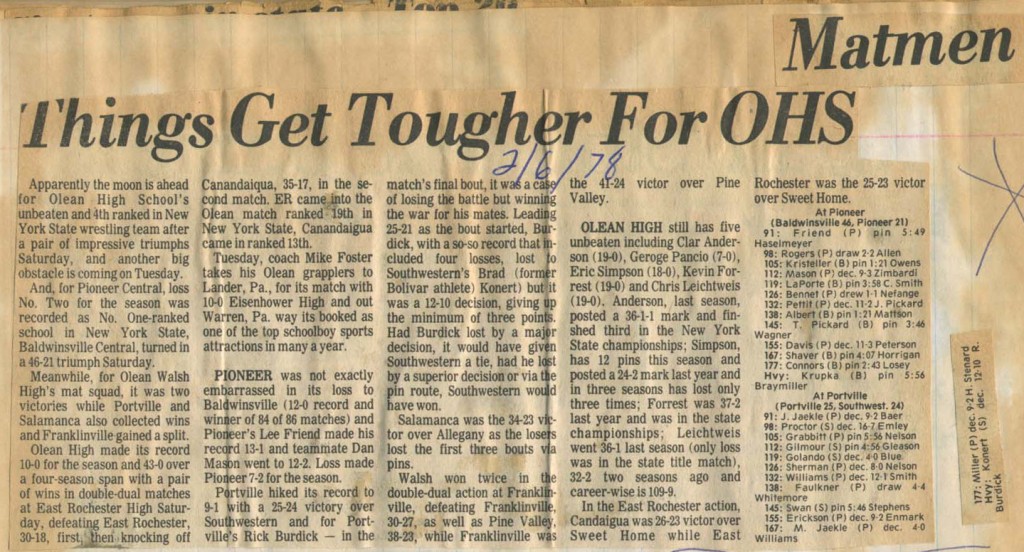 Matmen
Things Get Tougher For OHS
2/6/78
Apparently the moon is ahead
for Olean High School's
unbeaten and 4th ranked in New
York State wrestling team after
a pair of impressive triumphs
Saturday, and another big
obstacle is coming on Tuesday.
And, for Pioneer Central, loss
No. Two for the season was
recorded as No. One-ranked
school in New York State,
Baldwinsville Central, turned in
a 46-21 triumph Saturday.
Meanwhile, for Olean Walsh
High's mat squad, it was two
victories while Portville and
Salamanca also collected wins
and Franklinville gained a split.
Olean High made its record
10-0 for the season and 43-0 over
a four-season span with a pair
of wins in double-dual matches
at East Rochester High Satur-
day, defeating East Rochester,
30-18, first, then knocking off
Canandaiqua, 35-17, in the se-
cond match. ER came into the
Olean match ranked 19th in
New York State, Canandaigua
came in ranked 13th.
Tuesday, coach Mike Foster
takes his Olean grapplers to
Lander, Pa., for its match with
10-0 Eisenhower High and out
Warren, Pa. way its booked as
one of the top schoolboy sports
attractions in many a year.
PIONEER was not exactly
embarrassed in its loss to
Baldwinsville (12-0 record and
winner of 84 of 86 matches) and
Pioneer's Lee Friend made his
record 13-1 and teammate Dan
Mason went to 12-2. Loss made
Pioneer 7-2 for the season.
Portville hiked its record to
9-1 with a 25-24 victory over
Southwestern and for Port-
ville's Rick Burdick — in the
match's final bout, it was a case
of losing the battle but winning
the war for his mates. Leading
25-21 as the bout started, Bur-
dick, with a so-so record that in-
cluded four losses, lost to
Southwestern's Brad (former
Bolivar athlete) Konert) but it
was a 12-10 decision, giving up
the minimum of three points.
Had Burdick lost by a major
decision, it would have given
Southwestern a tie, had he lost
by a superior decision or via the
pin route, Southwestern would
have won.
Salamanca was the 34-23 vic-
tor over Allegany as the losers
lost the first three bouts via
pins.
Walsh won twice in the
double-dual action at Franklin-
ville, defeating Franklinville,
30-27, as well as Pine Valley,
38-23, while Franklinville was
the 41-24 victor over Pine
Valley.
OLEAN HIGH still has five
unbeaten including Clar Ander-
son (19-0), Geroge Pancio (7-0),
Eric Simpson (18-0), Kevin For-
rest (19-0) and Chris Leichtweis
(19-0). Anderson, last season,
posted a 36-1-1 mark and fin-
shed third in the New York
State championships; Simpson,
has 12 pins this season and
posted a 24-2 mark last year and
in three seasons has lost only
three times; Forrest was 37-2
last year and was in the state
championships; Leichtweis
went 36-1 last season (only loss
was in the state title match),
32-2 two seasons ago and
career-wise is 109-9.
In the East Rochester action,
Candaigua was 26-23 victor over
Sweet Home while East
Rochester was the 25-23 victor
over Sweet Home.
At Pioneer
(Baldwinsville 46, Pioneer 21)
91: Friend (P) pin 5:49
Haselmeyer
98: Rogers (P) draw 2-2 Allen
105: Kristeller (B) pin 1:21 Owens
112: Mason (P) dec. 9-3 Zimbardi
119: LaPorte (B) pin 3:58 C. Smith
126: Bennet (P) drew 1-1 Nefange
132: Pettit (P) dec. 11-2 J. Pickard
138: Albert (B) pin 1:21 Mattson
145: T. Pickard (B) pin 3:46
Wagner
155: Davis (P) dec. 11-3 Peterson
167: Shaver (B) pin 4:07 Horrigan
177: Connors (B) pin 2:43 Losey
Hvy: Krupka (B) pin 5:56
Braymiller
At Portville
(Portville 25, Southwest. 24)
91: J. Jaekle (P) dec. 9-2 Baer
98: Proctor (S) dec. 16-7 Emley
105: Grabbitt (P) pin 5:56 Nelson
112: Gilmour (S) pin 4:56 Gleason
119: Golando (S) dec. 4-0 Blue
126: Sherman (P) dec. 8-0 Nelson
132: Williams (P) dec. 12-1 Smith
138: Faulkner (P) draw 4-4
Whitemore
145: Swan (S) pin 5:46 Stephens
155: Erickson (P) dec. 9-2 Enmark
167: M. Jaekle (P) dec. 4-0
Williams
177: Miller (P) dec. 9-2 H. Stenard
Hvy: Konert (S) dec. 12-10 R.
Burdick